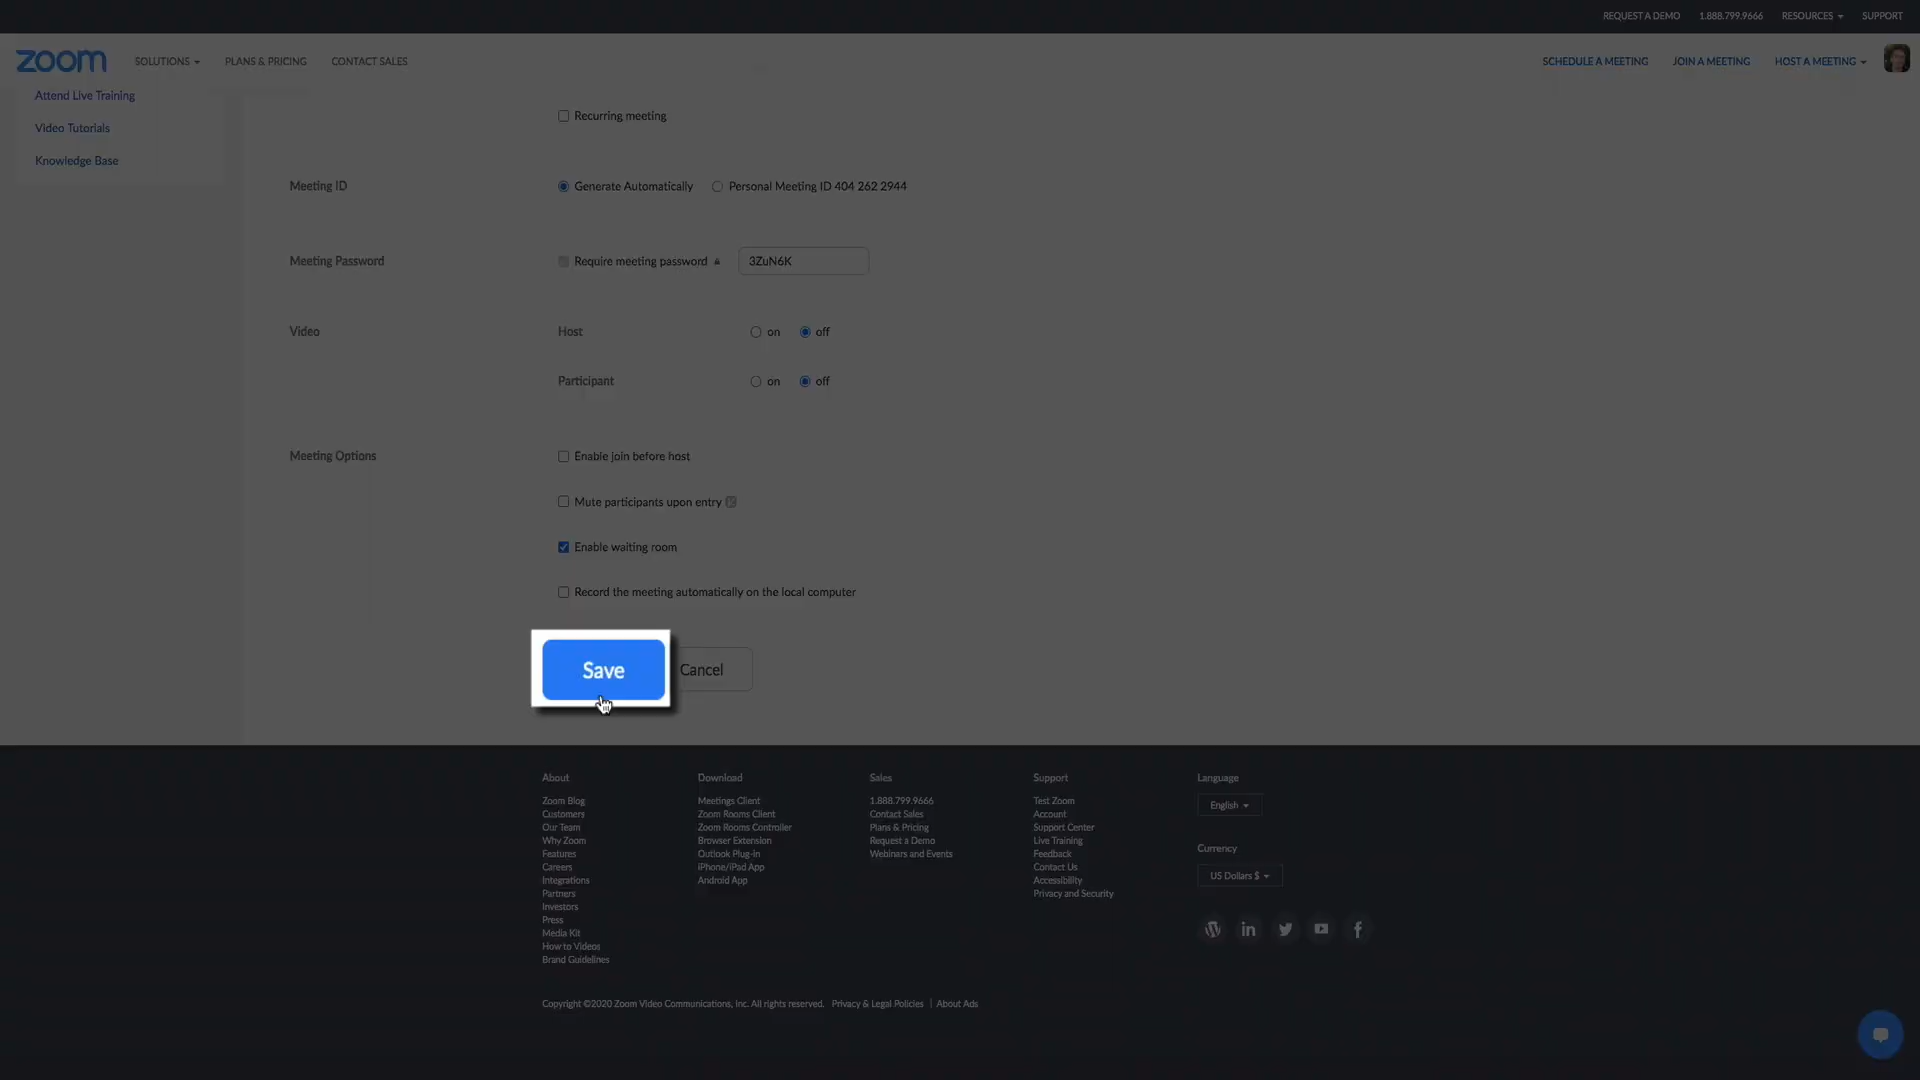 REQUEST A DEMO 1.888.799.9666 RESOURCES SUPPORT
zoom SOLUTIONS PLANS & PRICING CONTACT SALES SCHEDULE A MEETING JOIN A MEETING HOST A MEETING
Attend Live Training
Video Tutorials
Knowledge Base
Recurring meeting
Meeting ID Generate Automatically Personal Meeting ID 404 262 2944
Meeting Password Require meeting password 3ZuN6K
Video Host on off
Participant on off
Meeting Options Enable join before host
Mute participants upon entry
Enable waiting room
Record the meeting automatically on the local computer
Save Cancel
About
Zoom Blog
Customers
Our Team
Why Zoom
Features
Careers
Integrations
Partners
Investors
Press
Media Kit
How to Videos
Brand Guidelines
Download
Meetings Client
Zoom Rooms Client
Zoom Rooms Controller
Browser Extension
Outlook Plug-in
iPhone/iPad App
Android App
Sales
1.888.799.9666
Contact Sales
Plans & Pricing
Request a Demo
Webinars and Events
Support
Test Zoom
Account
Support Center
Live Training
Feedback
Contact Us
Accessibility
Privacy and Security
Language
English
Currency
US Dollars $
in f
Copyright ©2020 Zoom Video Communications, Inc. All rights reserved. Privacy & Legal Policies | About Ads